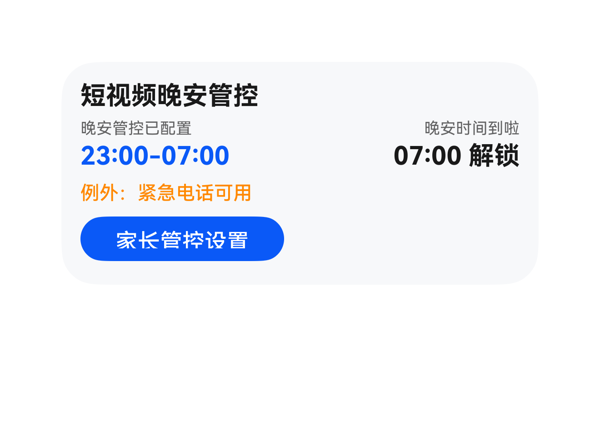 短视频晚安管控
晚安管控已配置
晚安时间到啦
23:00-07:00
07:00 解锁
例外：紧急电话可用
家长管控设置